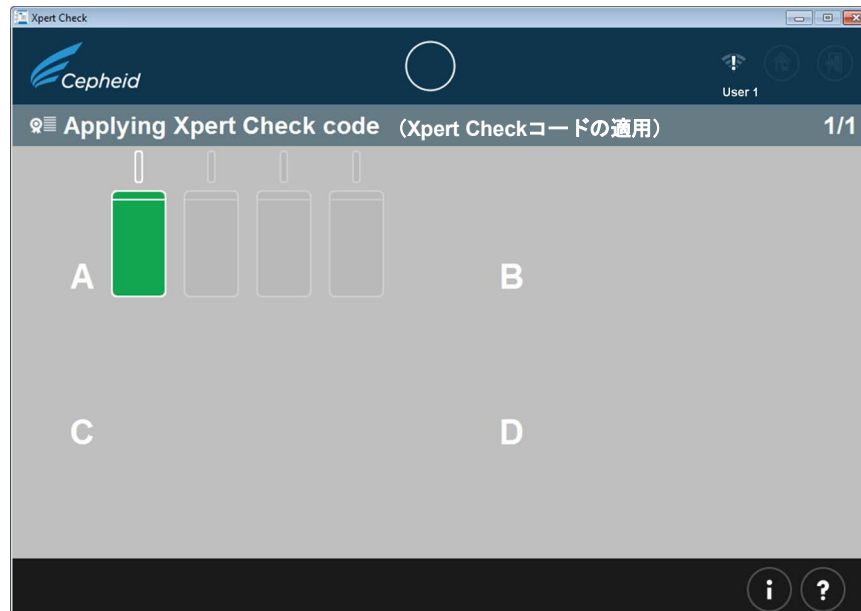 Xpert Check
Cepheid
User 1
Applying Xpert Check code （Xpert Checkコードの適用） 1/1
A B
C D
i ?